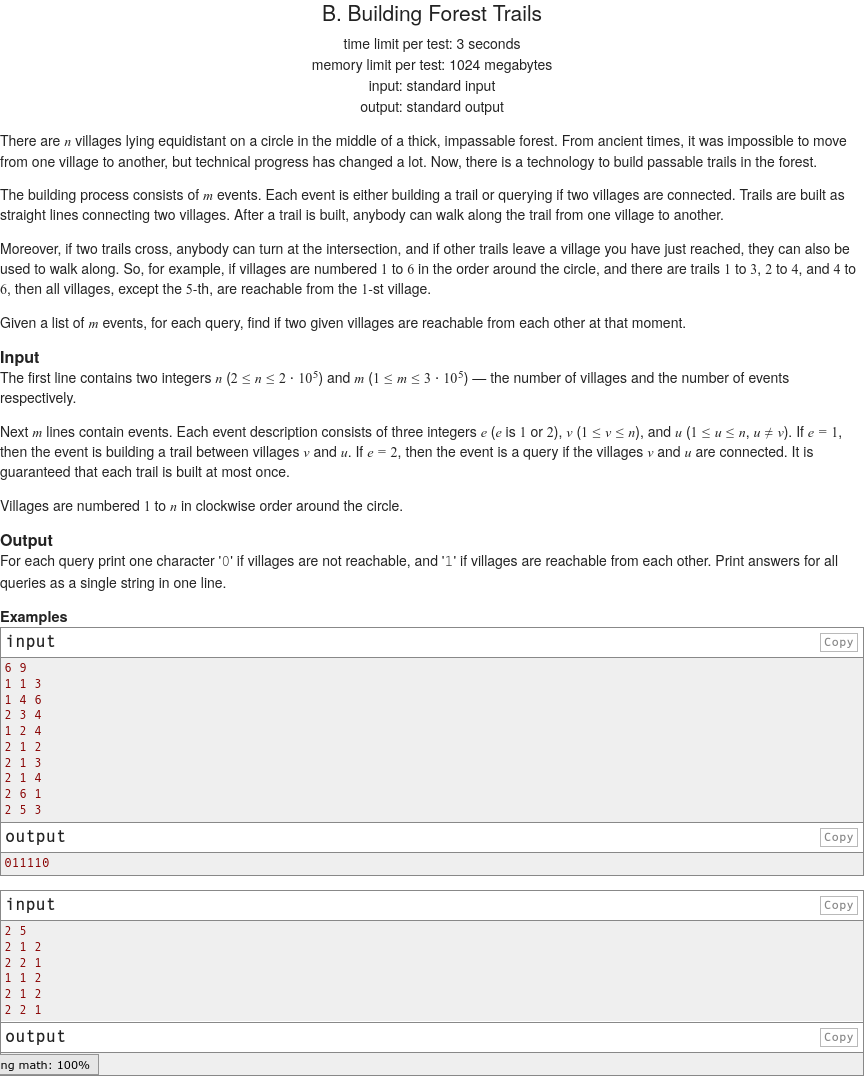 B. Building Forest Trails
time limit per test: 3 seconds
memory limit per test: 1024 megabytes
input: standard input
output: standard output
There are n villages lying equidistant on a circle in the middle of a thick, impassable forest. From ancient times, it was impossible to move
from one village to another, but technical progress has changed a lot. Now, there is a technology to build passable trails in the forest.
The building process consists of m events. Each event is either building a trail or querying if two villages are connected. Trails are built as
straight lines connecting two villages. After a trail is built, anybody can walk along the trail from one village to another.
Moreover, if two trails cross, anybody can turn at the intersection, and if other trails leave a village you have just reached, they can also be
used to walk along. So, for example, if villages are numbered 1 to 6 in the order around the circle, and there are trails 1 to 3, 2 to 4, and 4 to
6, then all villages, except the 5-th, are reachable from the 1-st village.
Given a list of m events, for each query, find if two given villages are reachable from each other at that moment.
Input
The first line contains two integers n (2 ≤ n ≤ 2 · 10⁵) and m (1 ≤ m ≤ 3 · 10⁵) — the number of villages and the number of events
respectively.
Next m lines contain events. Each event description consists of three integers e (e is 1 or 2), v (1 ≤ v ≤ n), and u (1 ≤ u ≤ n, u ≠ v). If e = 1,
then the event is building a trail between villages v and u. If e = 2, then the event is a query if the villages v and u are connected. It is
guaranteed that each trail is built at most once.
Villages are numbered 1 to n in clockwise order around the circle.
Output
For each query print one character '0' if villages are not reachable, and '1' if villages are reachable from each other. Print answers for all
queries as a single string in one line.
Examples
input
Copy
6 9
1 1 3
1 4 6
2 3 4
1 2 4
2 1 2
2 1 3
2 1 4
2 6 1
2 5 3
output
Copy
011110
input
Copy
2 5
2 1 2
2 2 1
1 1 2
2 1 2
2 2 1
output
Copy
ng math: 100%